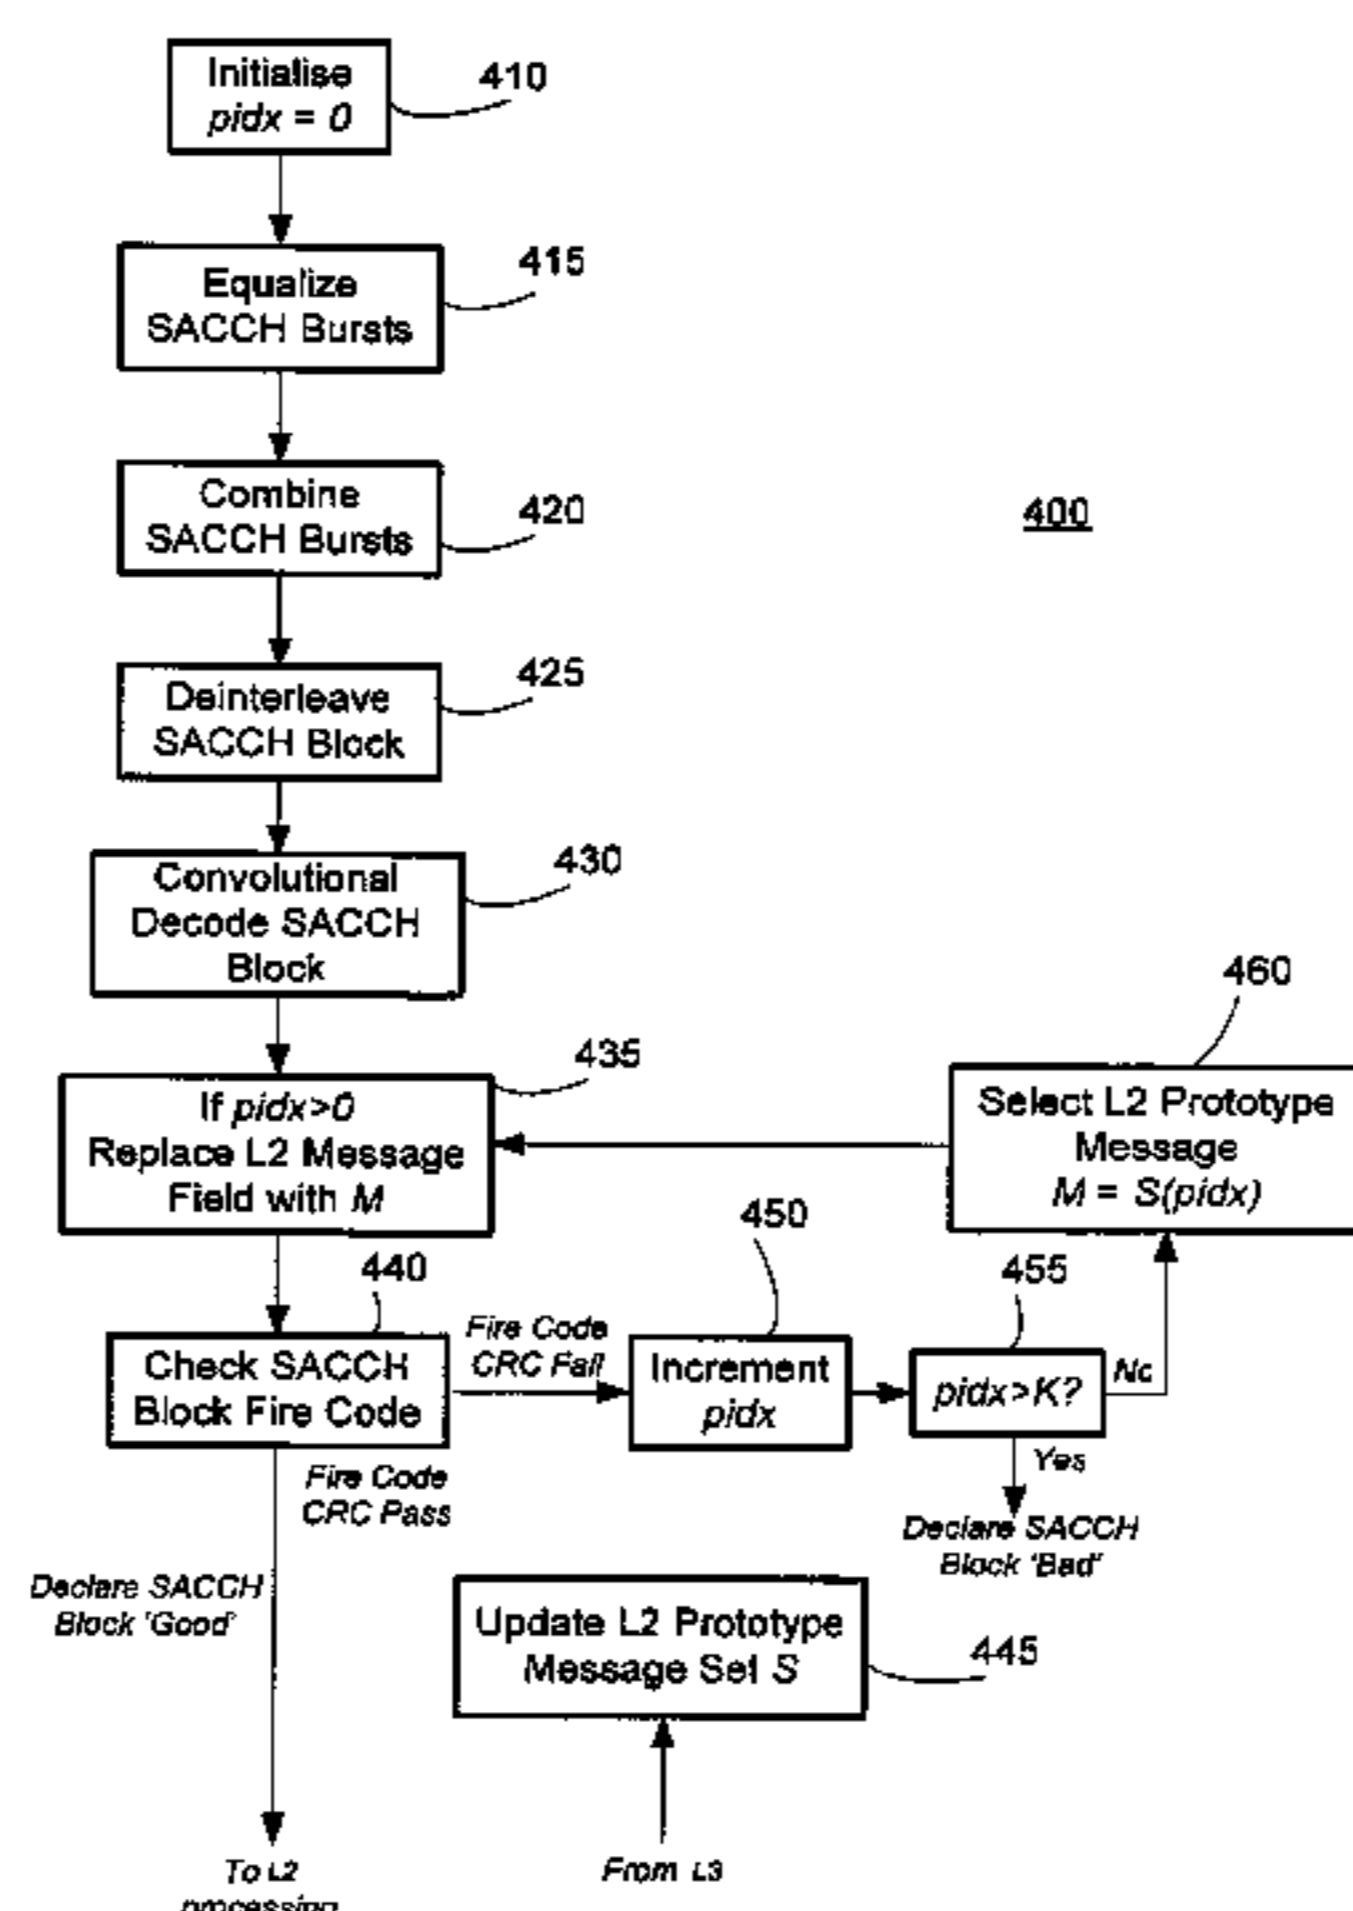 Initialise
pidx = 0
410
Equalize
SACCH Bursts
415
Combine
SACCH Bursts
420
400
Deinterleave
SACCH Block
425
Convolutional
Decode SACCH
Block
430
460
435
If pidx>0
Replace L2 Message
Field with M
Select L2 Prototype
Message
M = S(pidx)
450
440
455
Check SACCH
Block Fire Code
Fire Code
CRC Fail
Increment
pidx
pidx>K?
No
Yes
Fire Code
CRC Pass
Declare SACCH
Block 'Bad'
Declare SACCH
Block 'Good'
Update L2 Prototype
Message Set S
445
To L2
processing
From L3